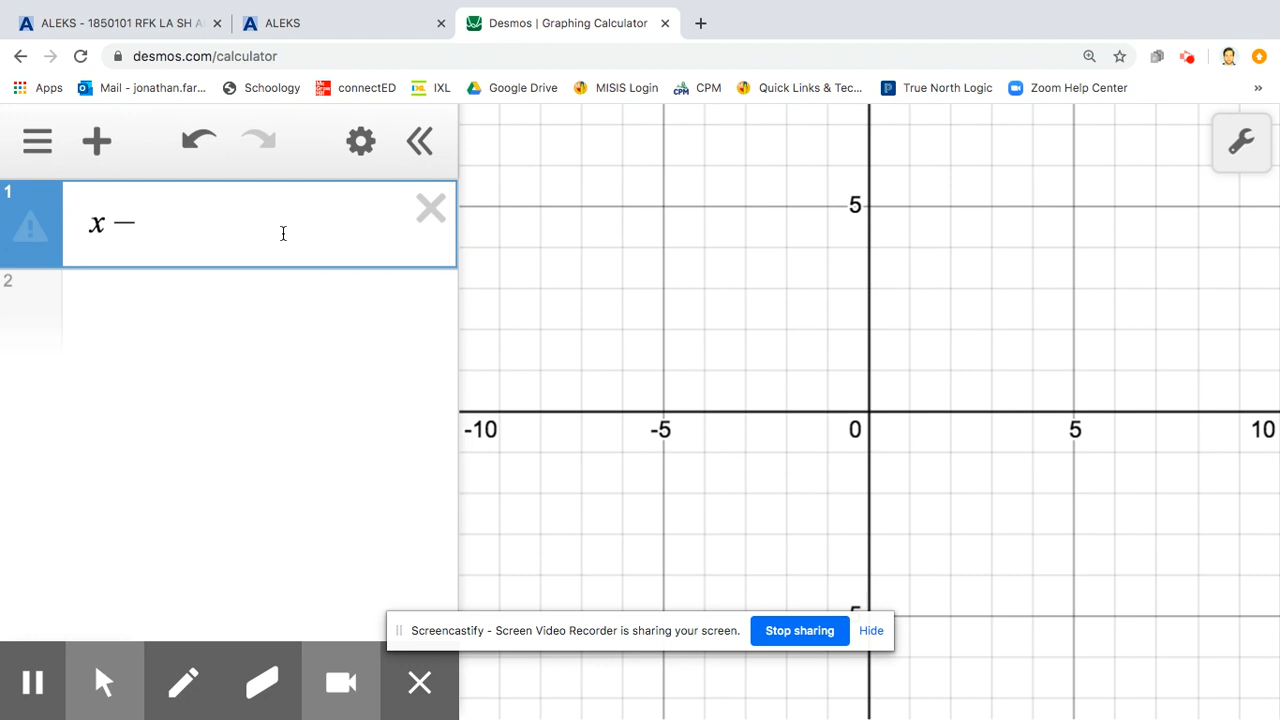 ALEKS - 1850101 RFK LA SH A
ALEKS
Desmos | Graphing Calculator
desmos.com/calculator
Apps
Mail - jonathan.far...
Schoology
connectED
IXL
Google Drive
MISIS Login
CPM
CPM
Quick Links & Tec...
True North Logic
Zoom Help Center
»
1
x −
2
5
-10
-5
0
5
10
Screencastify - Screen Video Recorder is sharing your screen.
Stop sharing
Hide